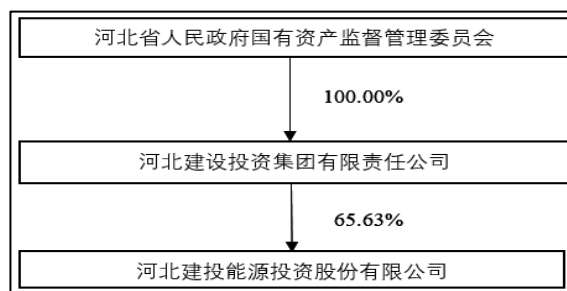 河北省人民政府国有资产监督管理委员会
100.00%
河北建设投资集团有限责任公司
65.63%
河北建投能源投资股份有限公司